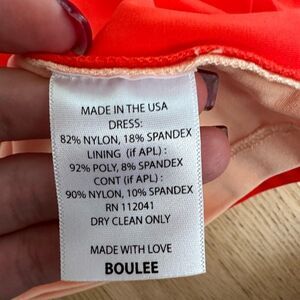 MADE IN THE USA
DRESS:
82% NYLON, 18% SPANDEX
LINING (if APL) :
92% POLY, 8% SPANDEX
CONT (if APL) :
90% NYLON, 10% SPANDEX
RN 112041
DRY CLEAN ONLY
MADE WITH LOVE
BOULEE